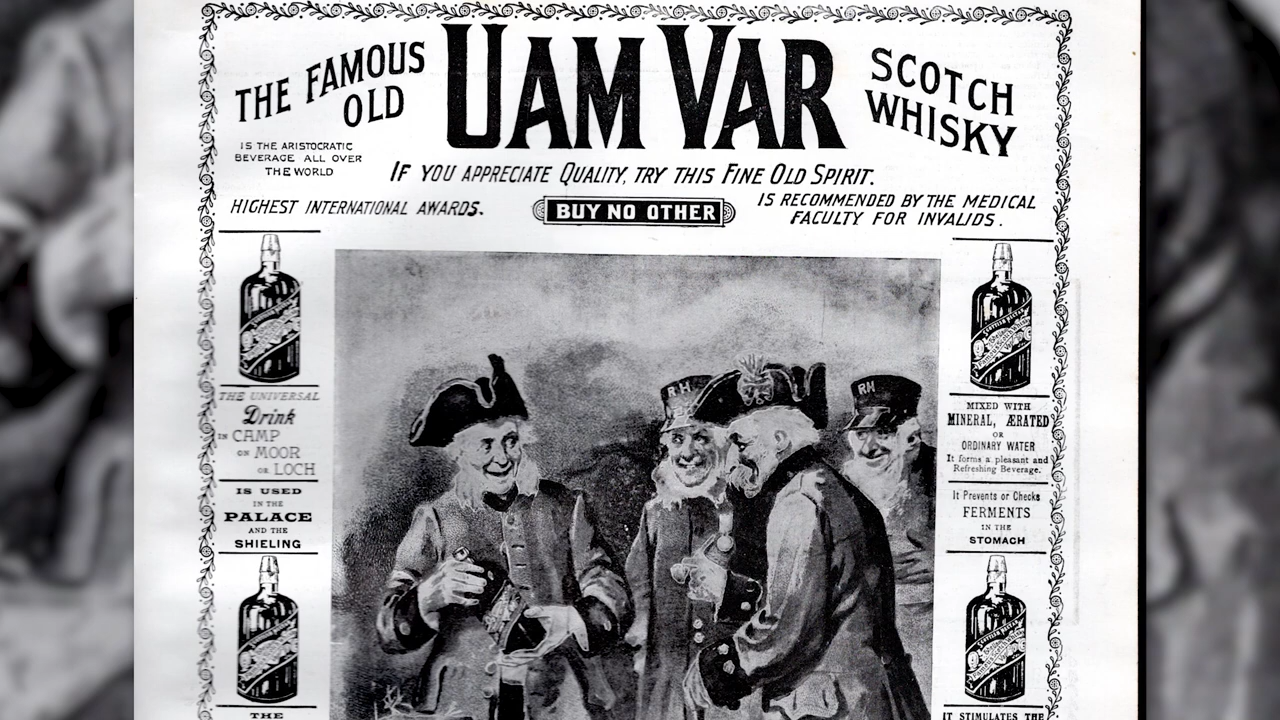 THE FAMOUS
OLD
UAM VAR
SCOTCH
WHISKY
IS THE ARISTOCRATIC
BEVERAGE ALL OVER
THE WORLD
IF YOU APPRECIATE QUALITY, TRY THIS FINE OLD SPIRIT.
HIGHEST INTERNATIONAL AWARDS.
BUY NO OTHER
IS RECOMMENDED BY THE MEDICAL
FACULTY FOR INVALIDS.
THE UNIVERSAL
Drink
IN CAMP
ON MOOR
OR LOCH
IS USED
IN THE
PALACE
AND THE
SHIELING
THE
R.H
RH
MIXED WITH
MINERAL, ÆRATED
OR
ORDINARY WATER
It forms a pleasant and
Refreshing Beverage.
It Prevents or Checks
FERMENTS
IN THE
STOMACH
IT STIMULATES THE